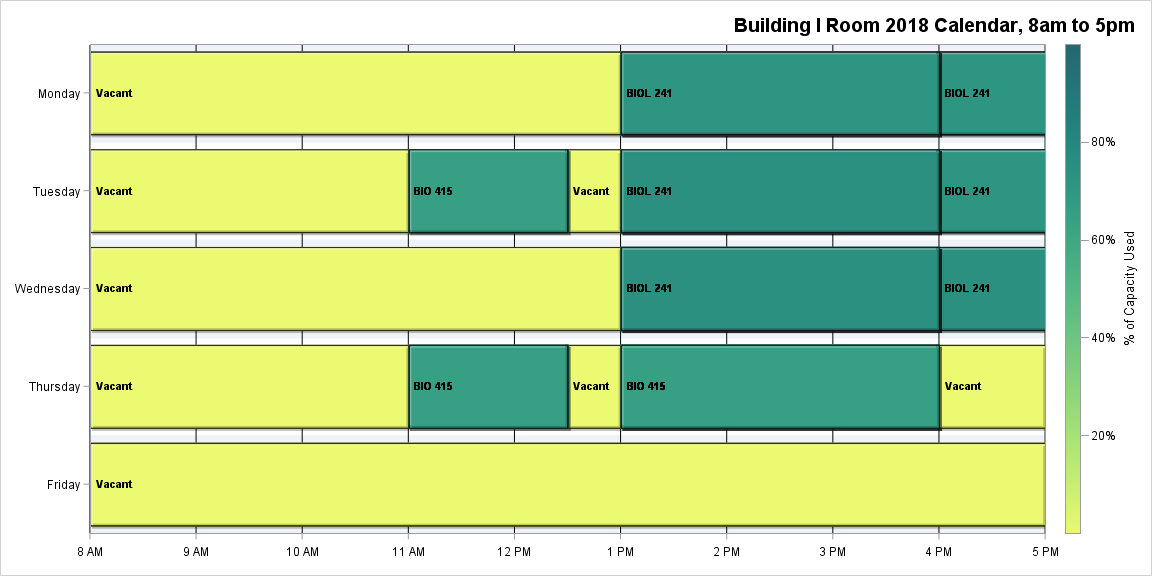 Building I Room 2018 Calendar, 8am to 5pm
Monday
Vacant
BIOL 241
BIOL 241
Tuesday
Vacant
BIO 415
Vacant
BIOL 241
BIOL 241
Wednesday
Vacant
BIOL 241
BIOL 241
Thursday
Vacant
BIO 415
Vacant
BIO 415
Vacant
Friday
Vacant
8 AM
9 AM
10 AM
11 AM
12 PM
1 PM
2 PM
3 PM
4 PM
5 PM
80%
60%
40%
20%
% of Capacity Used